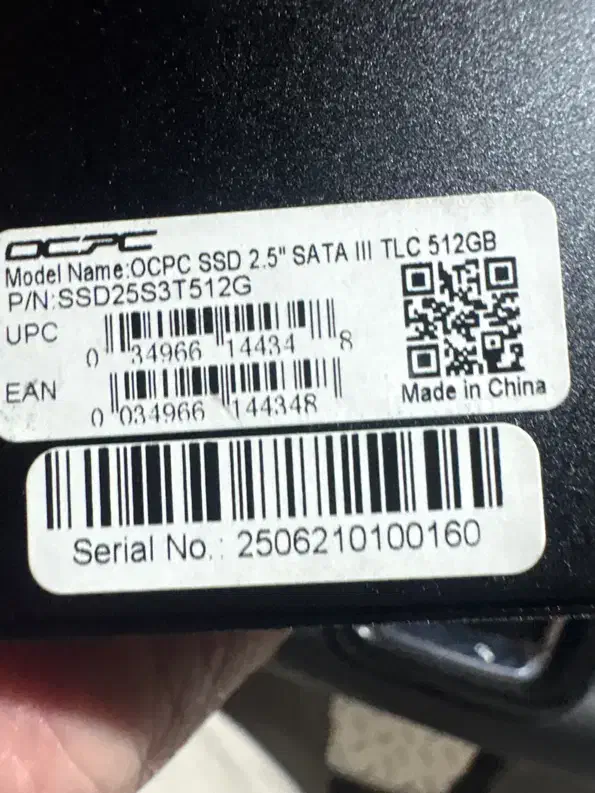 OCPC
Model Name:OCPC SSD 2.5" SATA III TLC 512GB
P/N:SSD25S3T512G
UPC
0 34966 14434 8
EAN
0 034966 144348
Made in China
Serial No.: 2506210100160